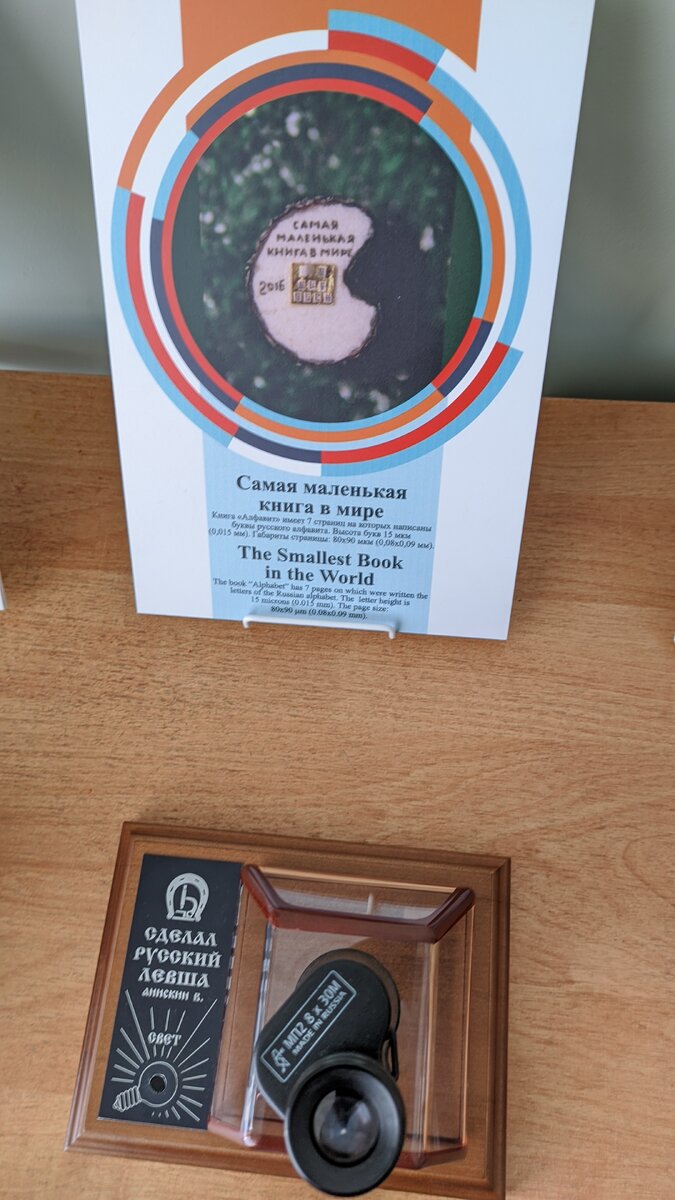 САМАЯ
МАЛЕНЬКАЯ
КНИГА В МИРЕ
2016
Самая маленькая
книга в мире
Книга «Алфавит» имеет 7 страниц на которых написаны
буквы русского алфавита. Высота букв 15 мкм
(0,015 мм). Габариты страницы: 80х90 мкм (0,08х0,09 мм).
The Smallest Book
in the World
The book "Alphabet" has 7 pages on which were written the
letters of the Russian alphabet. The letter height is
15 microns (0.015 mm). The page size:
80x90 µm (0.08x0.09 mm).
СДЕЛАЛ
РУССКИЙ
ЛЕВША
АНИСКИН В.
СВЕТ
МП2 8 x 30М
MADE IN RUSSIA